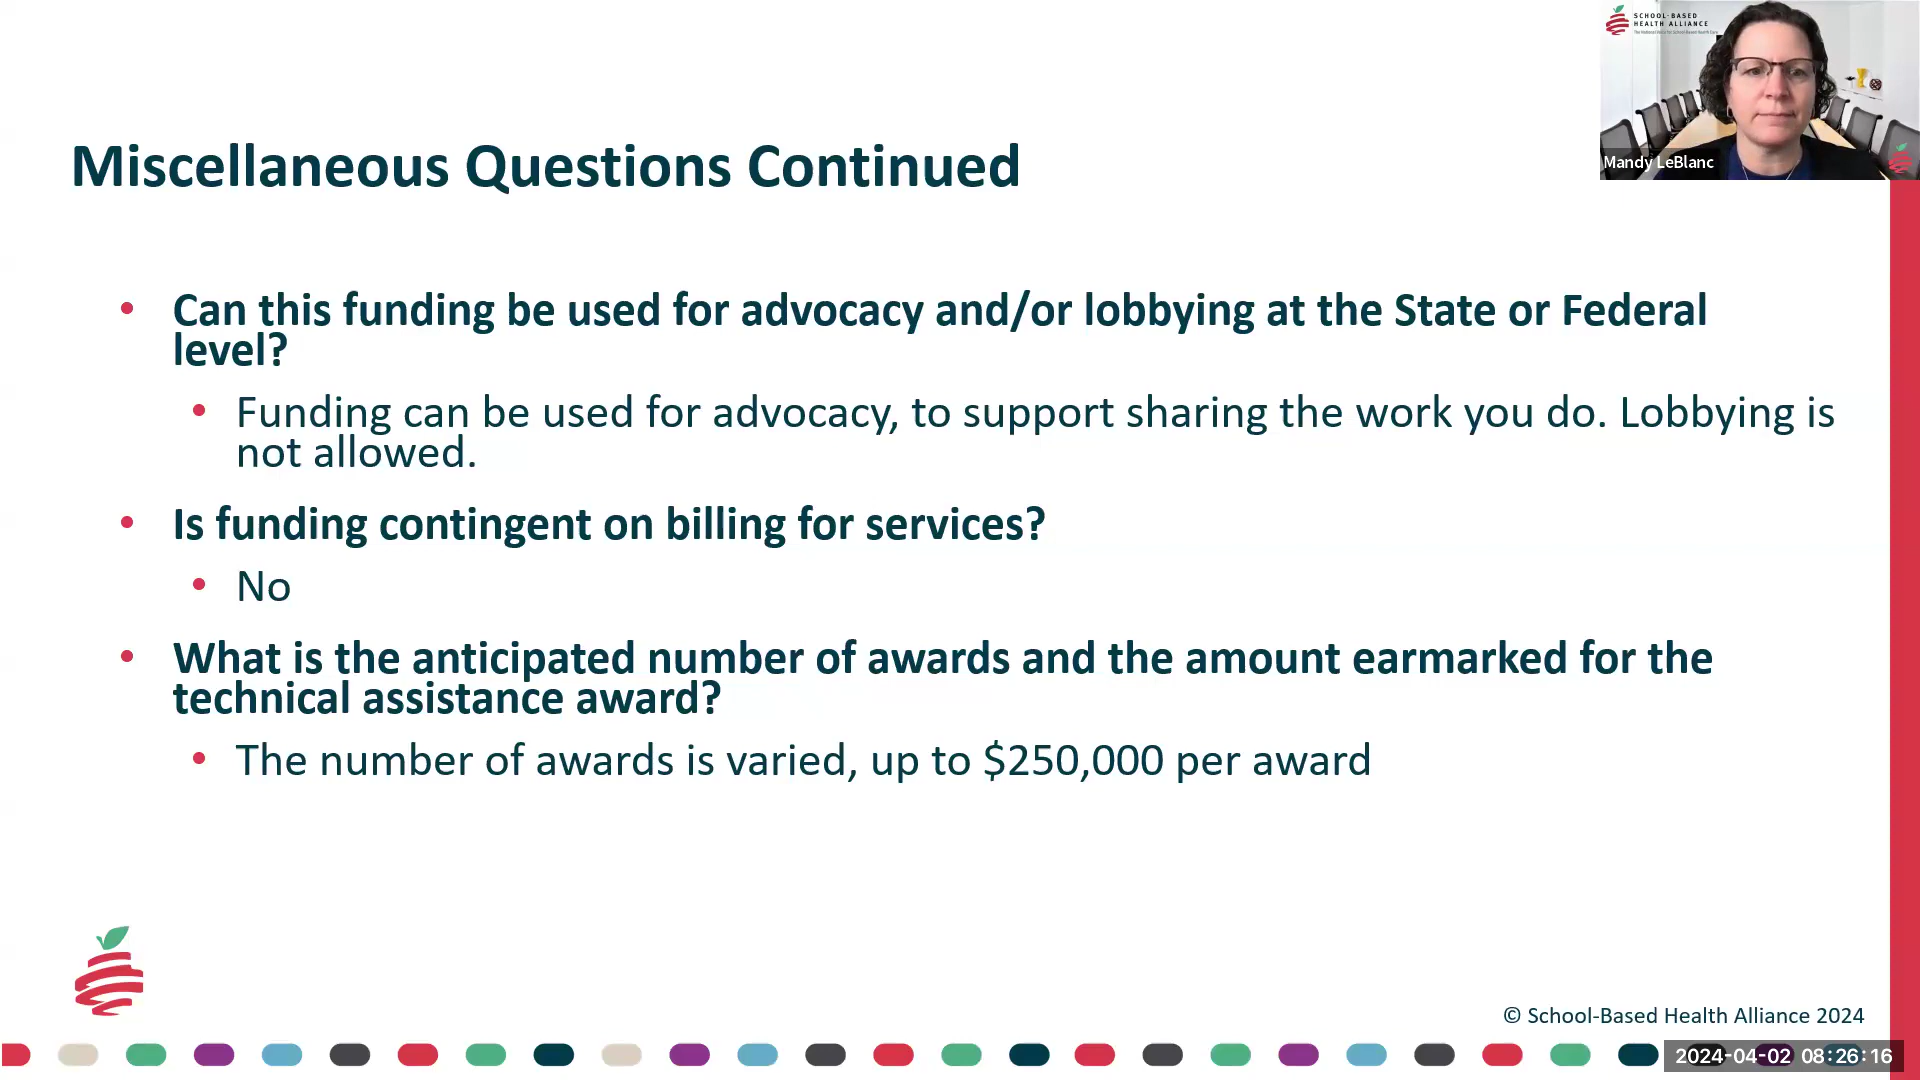 SCHOOL-BASED
HEALTH ALLIANCE
Mandy LeBlanc
Miscellaneous Questions Continued
• Can this funding be used for advocacy and/or lobbying at the State or Federal
level?
• Funding can be used for advocacy, to support sharing the work you do. Lobbying is
not allowed.
• Is funding contingent on billing for services?
• No
• What is the anticipated number of awards and the amount earmarked for the
technical assistance award?
• The number of awards is varied, up to $250,000 per award
© School-Based Health Alliance 2024
2024-04-02 08:26:16